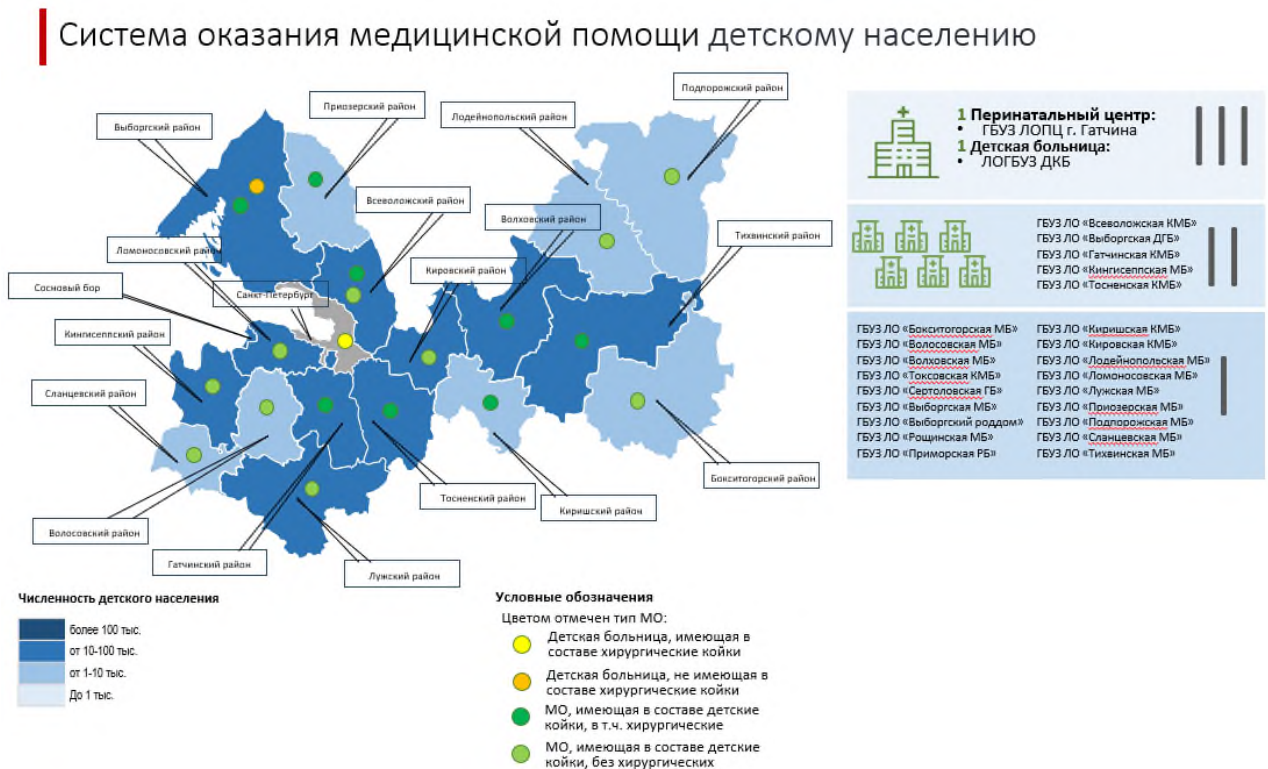 Система оказания медицинской помощи детскому населению
Подпорожский район
Приозерский район
Лодейнопольский район
Выборгский район
Всеволожский район
Волховский район
Тихвинский район
Ломоносовский район
Кировский район
Сосновый бор
Санкт-Петербург
Кингисеппский район
Сланцевский район
Бокситогорский район
Тосненский район
Киришский район
Волосовский район
Гатчинский район
Лужский район
1 Перинатальный центр:
• ГБУЗ ЛОПЦ г. Гатчина
1 Детская больница:
• ЛОГБУЗ ДКБ
III
ГБУЗ ЛО «Всеволожская КМБ»
ГБУЗ ЛО «Выборгская ДГБ»
ГБУЗ ЛО «Гатчинская КМБ»
ГБУЗ ЛО «Кингисеппская МБ»
ГБУЗ ЛО «Тосненская КМБ»
II
ГБУЗ ЛО «Бокситогорская МБ»
ГБУЗ ЛО «Волосовская МБ»
ГБУЗ ЛО «Волховская МБ»
ГБУЗ ЛО «Токсовская КМБ»
ГБУЗ ЛО «Сертоловская ГБ»
ГБУЗ ЛО «Выборгская МБ»
ГБУЗ ЛО «Выборгский роддом»
ГБУЗ ЛО «Рощинская МБ»
ГБУЗ ЛО «Приморская РБ»
ГБУЗ ЛО «Киришская КМБ»
ГБУЗ ЛО «Кировская КМБ»
ГБУЗ ЛО «Лодейнопольская МБ»
ГБУЗ ЛО «Ломоносовская МБ»
ГБУЗ ЛО «Лужская МБ»
ГБУЗ ЛО «Приозерская МБ»
ГБУЗ ЛО «Подпорожская МБ»
ГБУЗ ЛО «Сланцевская МБ»
ГБУЗ ЛО «Тихвинская МБ»
I
Численность детского населения
более 100 тыс.
от 10-100 тыс.
от 1-10 тыс.
До 1 тыс.
Условные обозначения
Цветом отмечен тип МО:
Детская больница, имеющая в
составе хирургические койки
Детская больница, не имеющая в
составе хирургические койки
МО, имеющая в составе детские
койки, в т.ч. хирургические
МО, имеющая в составе детские
койки, без хирургических